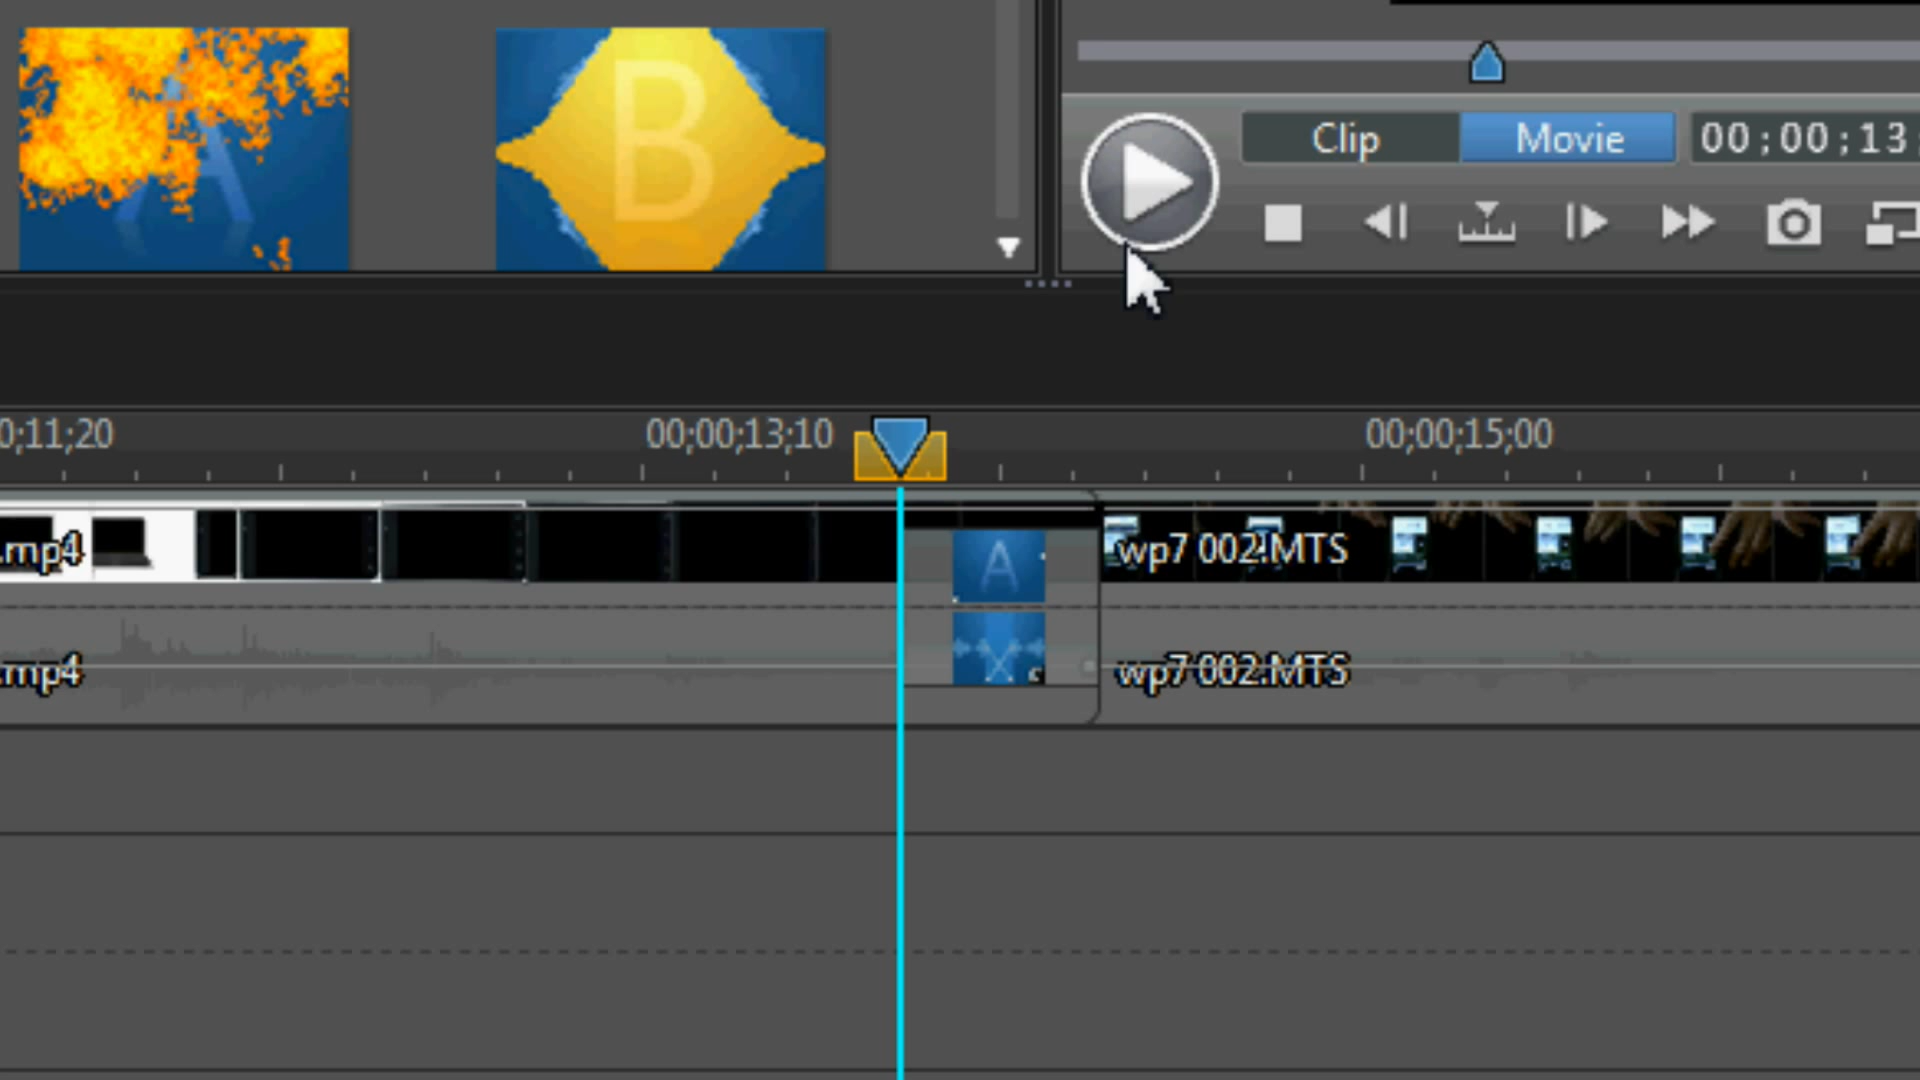 A
B
Clip
Movie
00;00;13
0;11;20
00;00;13;10
00;00;15;00
.mp4
A
wp7 002.MTS
.mp4
wp7 002.MTS